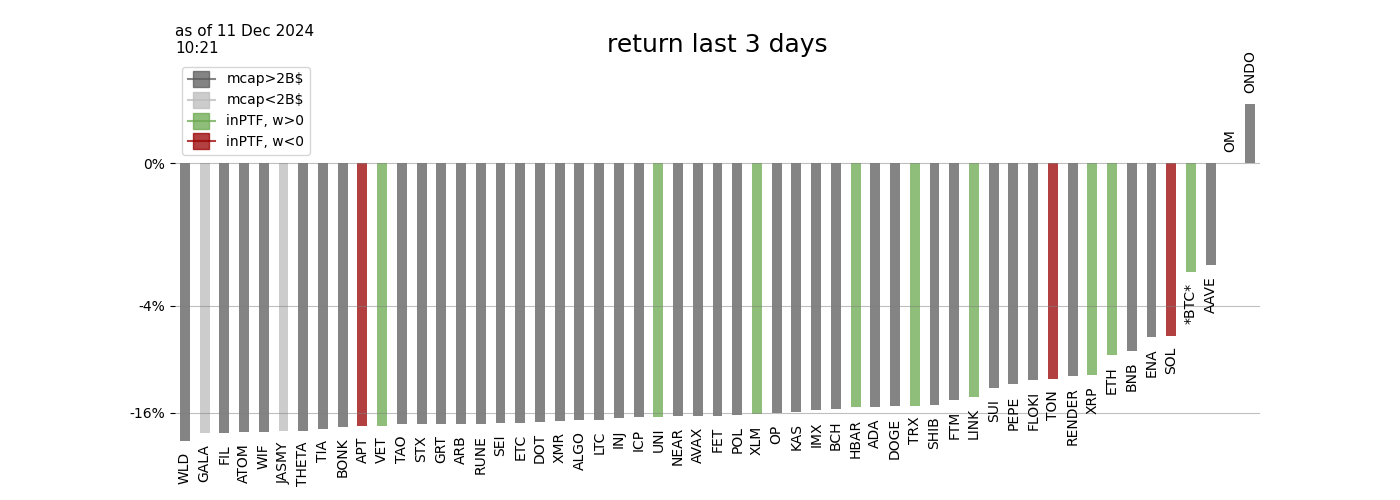 as of 11 Dec 2024
10:21
return last 3 days
mcap>2B$
mcap<2B$
inPTF, w>0
inPTF, w<0
0%
-4%
-16%
WLD
GALA
FIL
ATOM
WIF
JASMY
THETA
TIA
BONK
APT
VET
TAO
STX
GRT
ARB
RUNE
SEI
ETC
DOT
XMR
ALGO
LTC
INJ
ICP
UNI
NEAR
AVAX
FET
POL
XLM
OP
KAS
IMX
BCH
HBAR
ADA
DOGE
TRX
SHIB
FTM
LINK
SUI
PEPE
FLOKI
TON
RENDER
XRP
ETH
BNB
ENA
SOL
*BTC*
AAVE
OM
ONDO